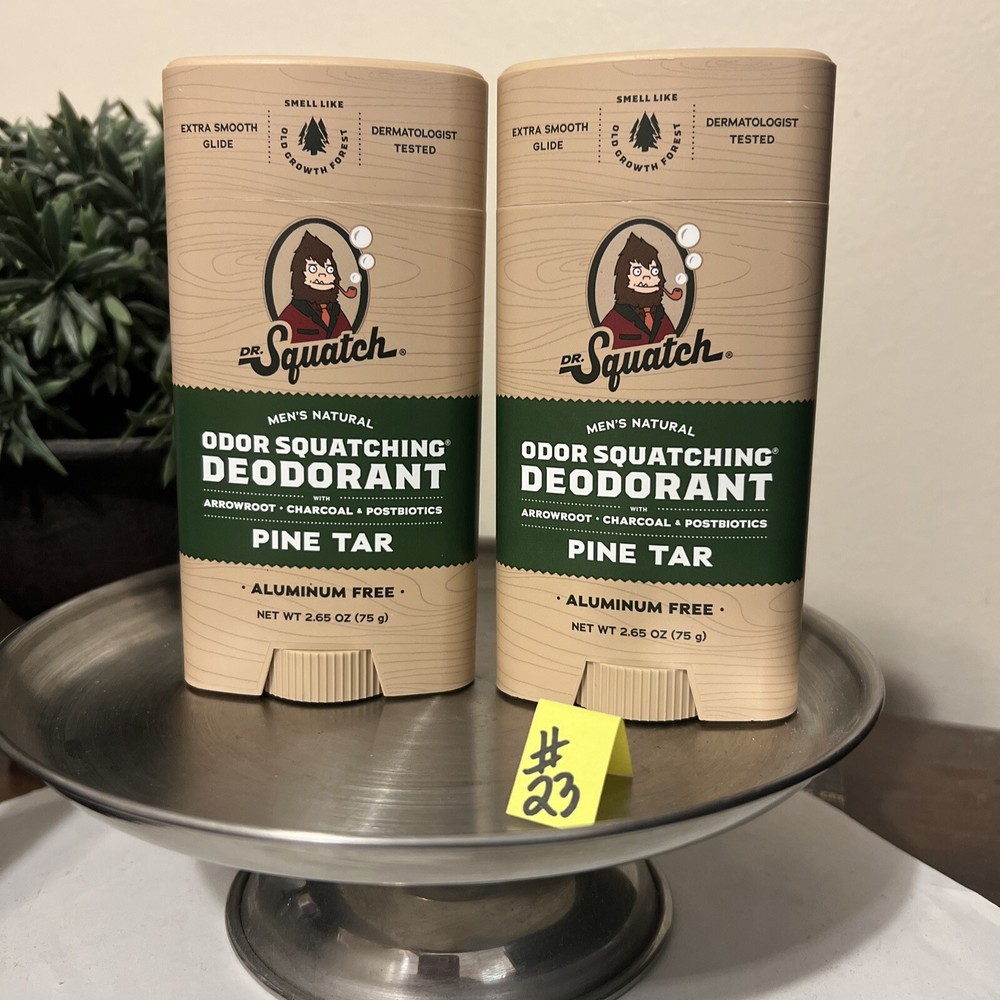 SMELL LIKE
EXTRA SMOOTH
GLIDE
OLD GROWTH FOREST
DERMATOLOGIST
TESTED
DR. Squatch®
MEN'S NATURAL
ODOR SQUATCHING®
DEODORANT
WITH
ARROWROOT · CHARCOAL & POSTBIOTICS
PINE TAR
· ALUMINUM FREE ·
NET WT 2.65 OZ (75 g)
SMELL LIKE
EXTRA SMOOTH
GLIDE
OLD GROWTH FOREST
DERMATOLOGIST
TESTED
DR. Squatch®
MEN'S NATURAL
ODOR SQUATCHING®
DEODORANT
WITH
ARROWROOT · CHARCOAL & POSTBIOTICS
PINE TAR
· ALUMINUM FREE ·
NET WT 2.65 OZ (75 g)
#
23